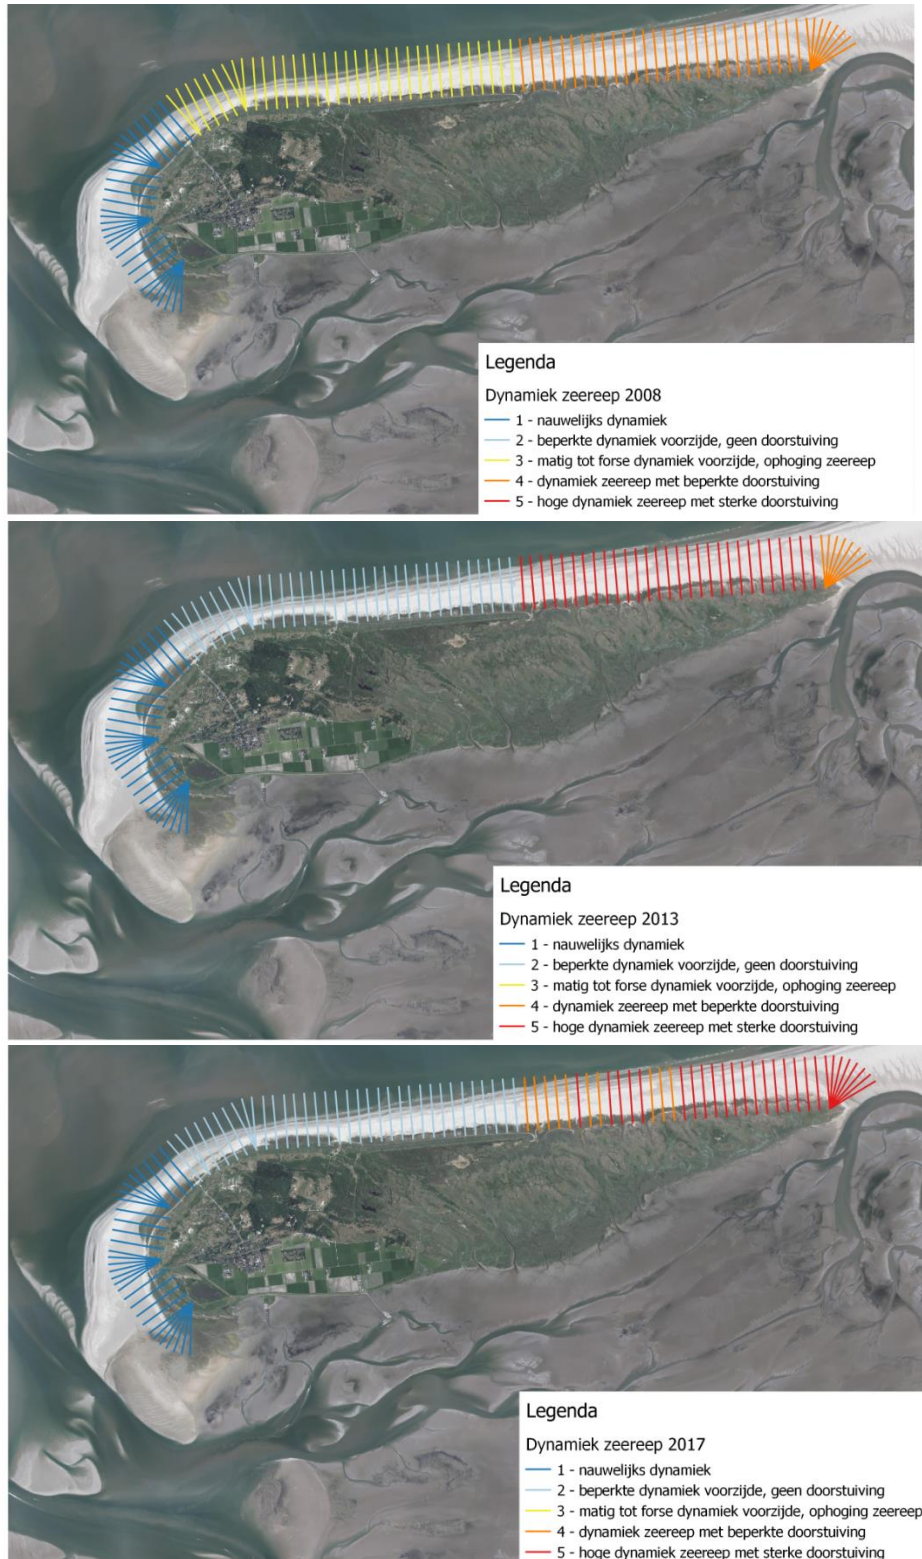 Legenda
Dynamiek zeereep 2008
1 - nauwelijks dynamiek
2 - beperkte dynamiek voorzijde, geen doorstuiving
3 - matig tot forse dynamiek voorzijde, ophoging zeereep
4 - dynamiek zeereep met beperkte doorstuiving
5 - hoge dynamiek zeereep met sterke doorstuiving
Legenda
Dynamiek zeereep 2013
1 - nauwelijks dynamiek
2 - beperkte dynamiek voorzijde, geen doorstuiving
3 - matig tot forse dynamiek voorzijde, ophoging zeereep
4 - dynamiek zeereep met beperkte doorstuiving
5 - hoge dynamiek zeereep met sterke doorstuiving
Legenda
Dynamiek zeereep 2017
1 - nauwelijks dynamiek
2 - beperkte dynamiek voorzijde, geen doorstuiving
3 - matig tot forse dynamiek voorzijde, ophoging zeereep
4 - dynamiek zeereep met beperkte doorstuiving
5 - hoge dynamiek zeereep met sterke doorstuiving